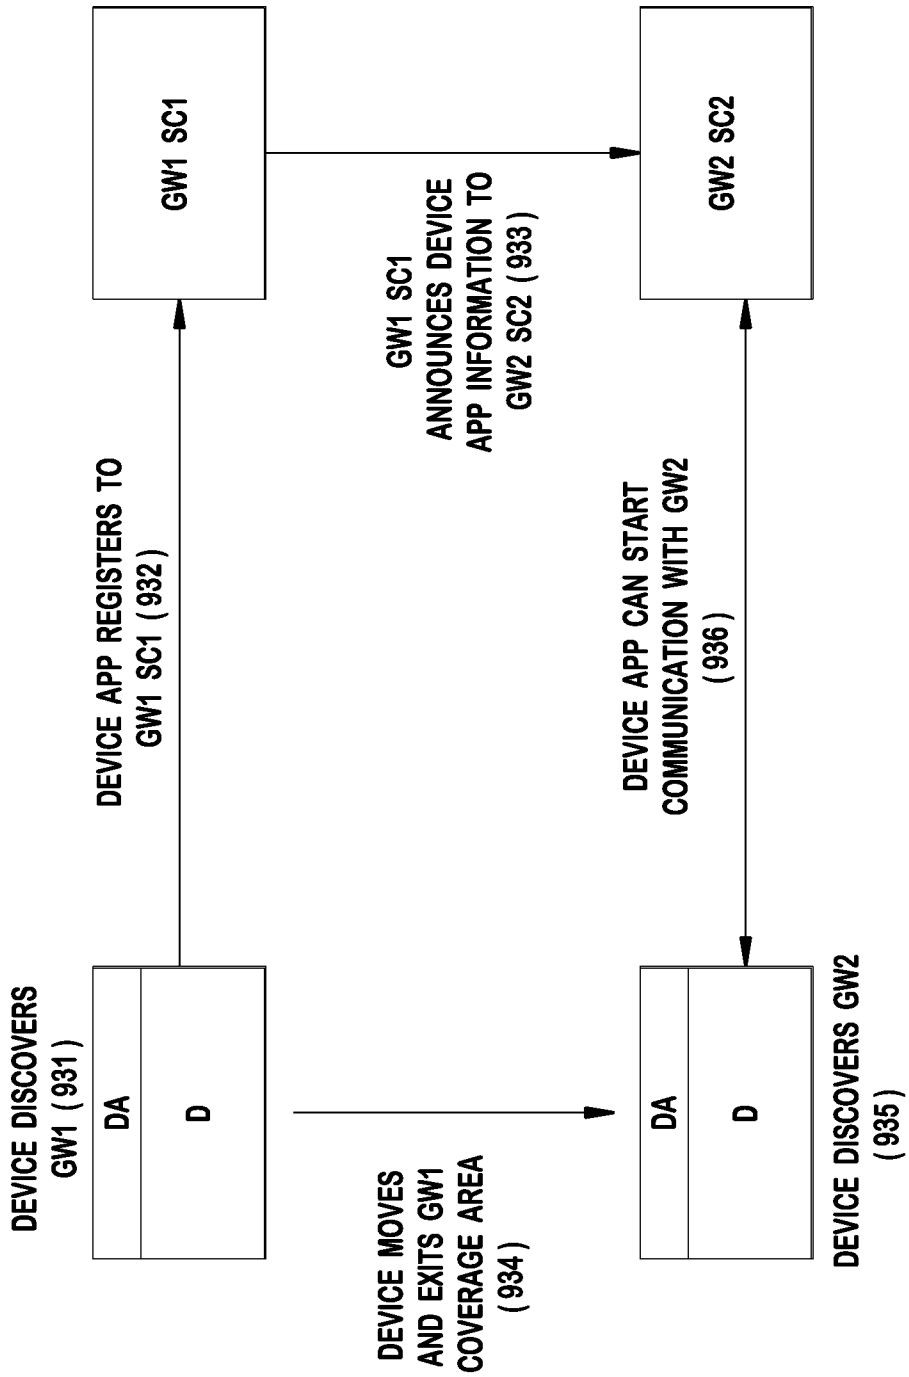 DEVICE DISCOVERS
GW1 (931)
DA
D
DEVICE APP REGISTERS TO
GW1 SC1 (932)
GW1 SC1
DEVICE MOVES
AND EXITS GW1
COVERAGE AREA
(934)
GW1 SC1
ANNOUNCES DEVICE
APP INFORMATION TO
GW2 SC2 (933)
DA
D
DEVICE APP CAN START
COMMUNICATION WITH GW2
(936)
GW2 SC2
DEVICE DISCOVERS GW2
(935)